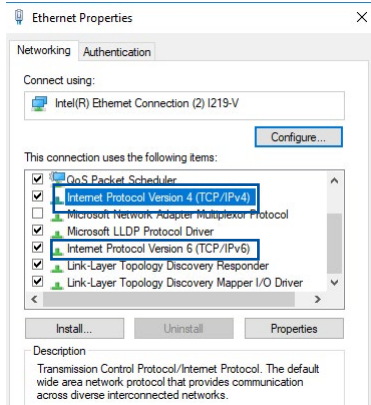 Ethernet Properties
Networking Authentication
Connect using:
Intel(R) Ethernet Connection (2) I219-V
Configure...
This connection uses the following items:
QoS Packet Scheduler
Internet Protocol Version 4 (TCP/IPv4)
Microsoft Network Adapter Multiplexor Protocol
Microsoft LLDP Protocol Driver
Internet Protocol Version 6 (TCP/IPv6)
Link-Layer Topology Discovery Responder
Link-Layer Topology Discovery Mapper I/O Driver
Install... Uninstall Properties
Description
Transmission Control Protocol/Internet Protocol. The default
wide area network protocol that provides communication
across diverse interconnected networks.